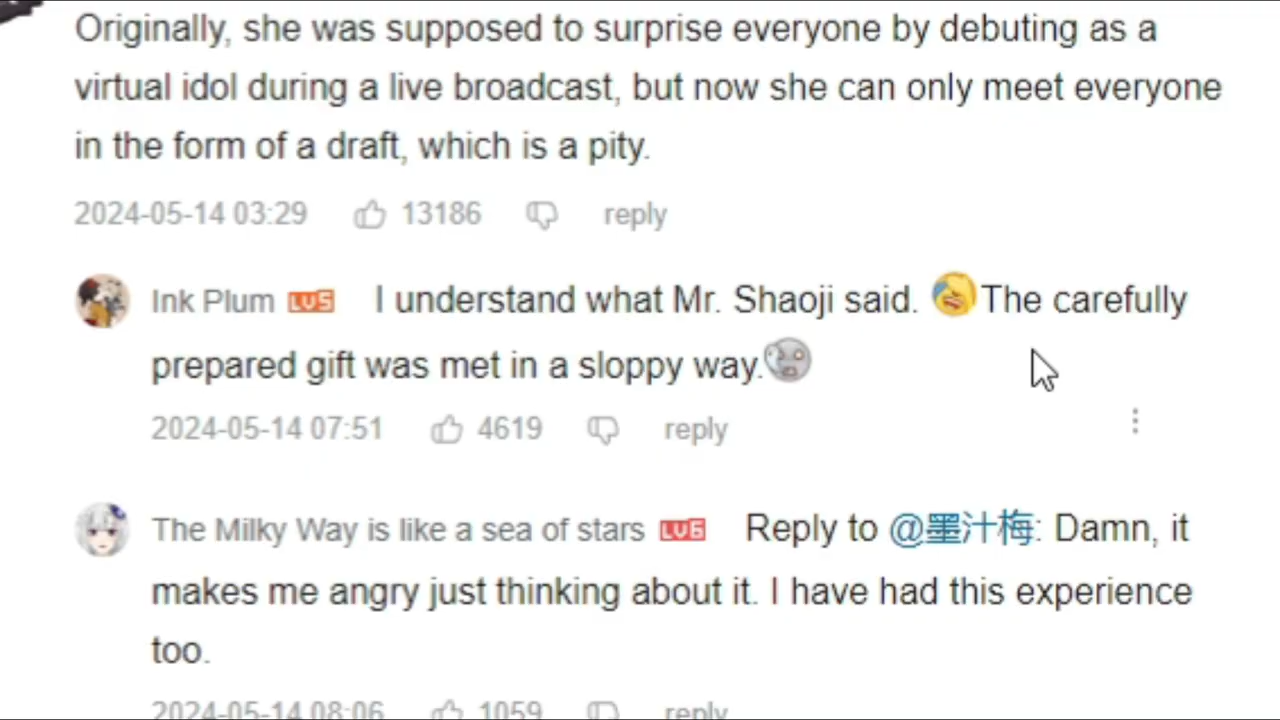 Originally, she was supposed to surprise everyone by debuting as a
virtual idol during a live broadcast, but now she can only meet everyone
in the form of a draft, which is a pity.
2024-05-14 03:29 13186 reply
Ink Plum LV5 I understand what Mr. Shaoji said. The carefully
prepared gift was met in a sloppy way.
2024-05-14 07:51 4619 reply
The Milky Way is like a sea of stars LV6 Reply to @墨汁梅: Damn, it
makes me angry just thinking about it. I have had this experience
too.
2024-05-14 08:06 1059 reply